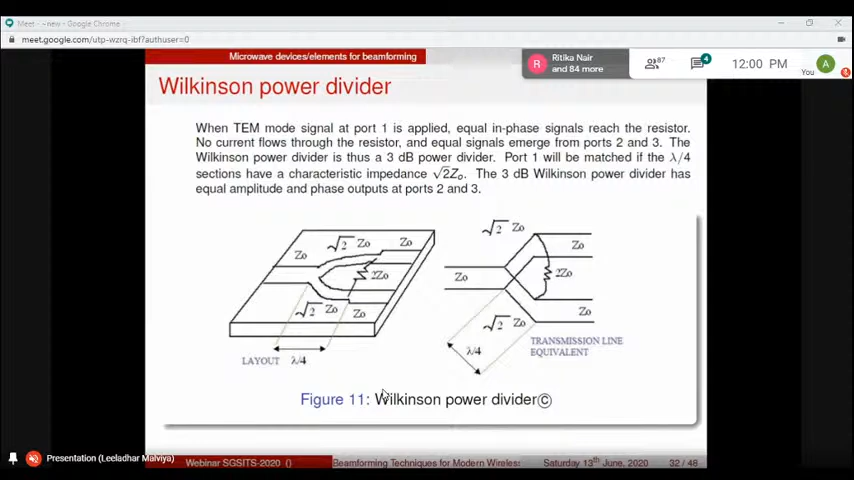 Meet - ~new - Google Chrome
meet.google.com/utp-wzrq-ibf?authuser=0
Microwave devices/elements for beamforming
R
Ritika Nair
and 84 more
87
4
12:00 PM
You
A
Wilkinson power divider
When TEM mode signal at port 1 is applied, equal in-phase signals reach the resistor.
No current flows through the resistor, and equal signals emerge from ports 2 and 3. The
Wilkinson power divider is thus a 3 dB power divider. Port 1 will be matched if the λ/4
sections have a characteristic impedance √2Zₒ. The 3 dB Wilkinson power divider has
equal amplitude and phase outputs at ports 2 and 3.
√2 Zo
Zo
Zo
2Zo
√2 Zo
Zo
LAYOUT λ/4
√2 Zo
Zo
Zo
2Zo
Zo
√2 Zo
λ/4
TRANSMISSION LINE
EQUIVALENT
Figure 11: Wilkinson power divider©
Presentation (Leeladhar Malviya)
Webinar SGSITS-2020 ()
Beamforming Techniques for Modern Wireless
Saturday 13th June, 2020
32 / 48